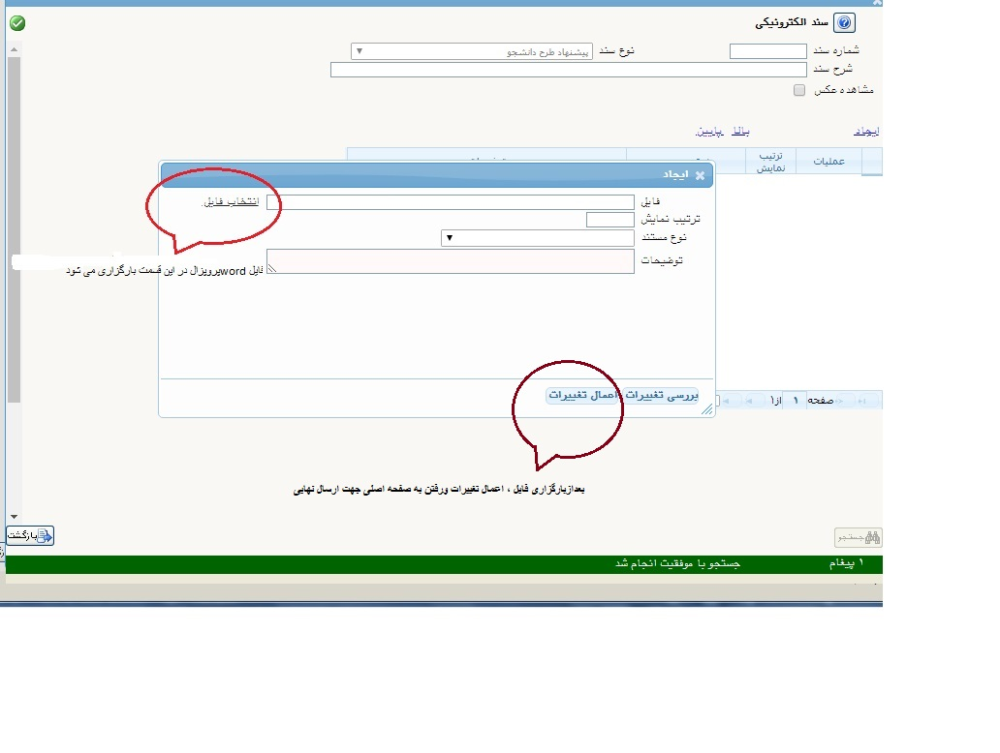 سند الکترونیکی
شماره سند
نوع سند پیشنهاد طرح دانشجو
شرح سند
مشاهده عکس
ایجاد بالا پایین
عملیات ترتیب نمایش
ایجاد
فایل انتخاب فایل
ترتیب نمایش
نوع مستند
توضیحات
فایل wordپروپزال در این قسمت بارگزاری می شود
بررسی تغییرات اعمال تغییرات
صفحه ۱ از۱
بعدازبارگزاری فایل ، اعمال تغییرات ورفتن به صفحه اصلی جهت ارسال نهایی
بازگشت
جستجو
۱ پیغام جستجو با موفقیت انجام شد